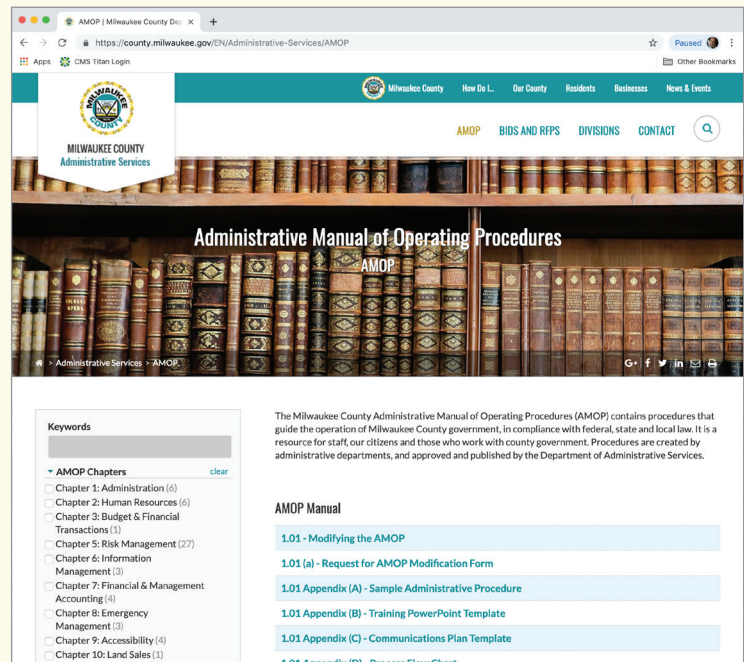 AMOP | Milwaukee County Dep
https://county.milwaukee.gov/EN/Administrative-Services/AMOP
Paused
Apps CMS Titan Login Other Bookmarks
Milwaukee County How Do I... Our County Residents Businesses News & Events
MILWAUKEE
COUNTY
MILWAUKEE COUNTY
Administrative Services
AMOP BIDS AND RFPS DIVISIONS CONTACT
Administrative Manual of Operating Procedures
AMOP
> Administrative Services > AMOP
G+ f in
Keywords
AMOP Chapters clear
Chapter 1: Administration (6)
Chapter 2: Human Resources (6)
Chapter 3: Budget & Financial
Transactions (1)
Chapter 5: Risk Management (27)
Chapter 6: Information
Management (3)
Chapter 7: Financial & Management
Accounting (4)
Chapter 8: Emergency
Management (3)
Chapter 9: Accessibility (4)
Chapter 10: Land Sales (1)
The Milwaukee County Administrative Manual of Operating Procedures (AMOP) contains procedures that
guide the operation of Milwaukee County government, in compliance with federal, state and local law. It is a
resource for staff, our citizens and those who work with county government. Procedures are created by
administrative departments, and approved and published by the Department of Administrative Services.
AMOP Manual
1.01 - Modifying the AMOP
1.01 (a) - Request for AMOP Modification Form
1.01 Appendix (A) - Sample Administrative Procedure
1.01 Appendix (B) - Training PowerPoint Template
1.01 Appendix (C) - Communications Plan Template
1.01 Appendix (D) - Process Flow Chart